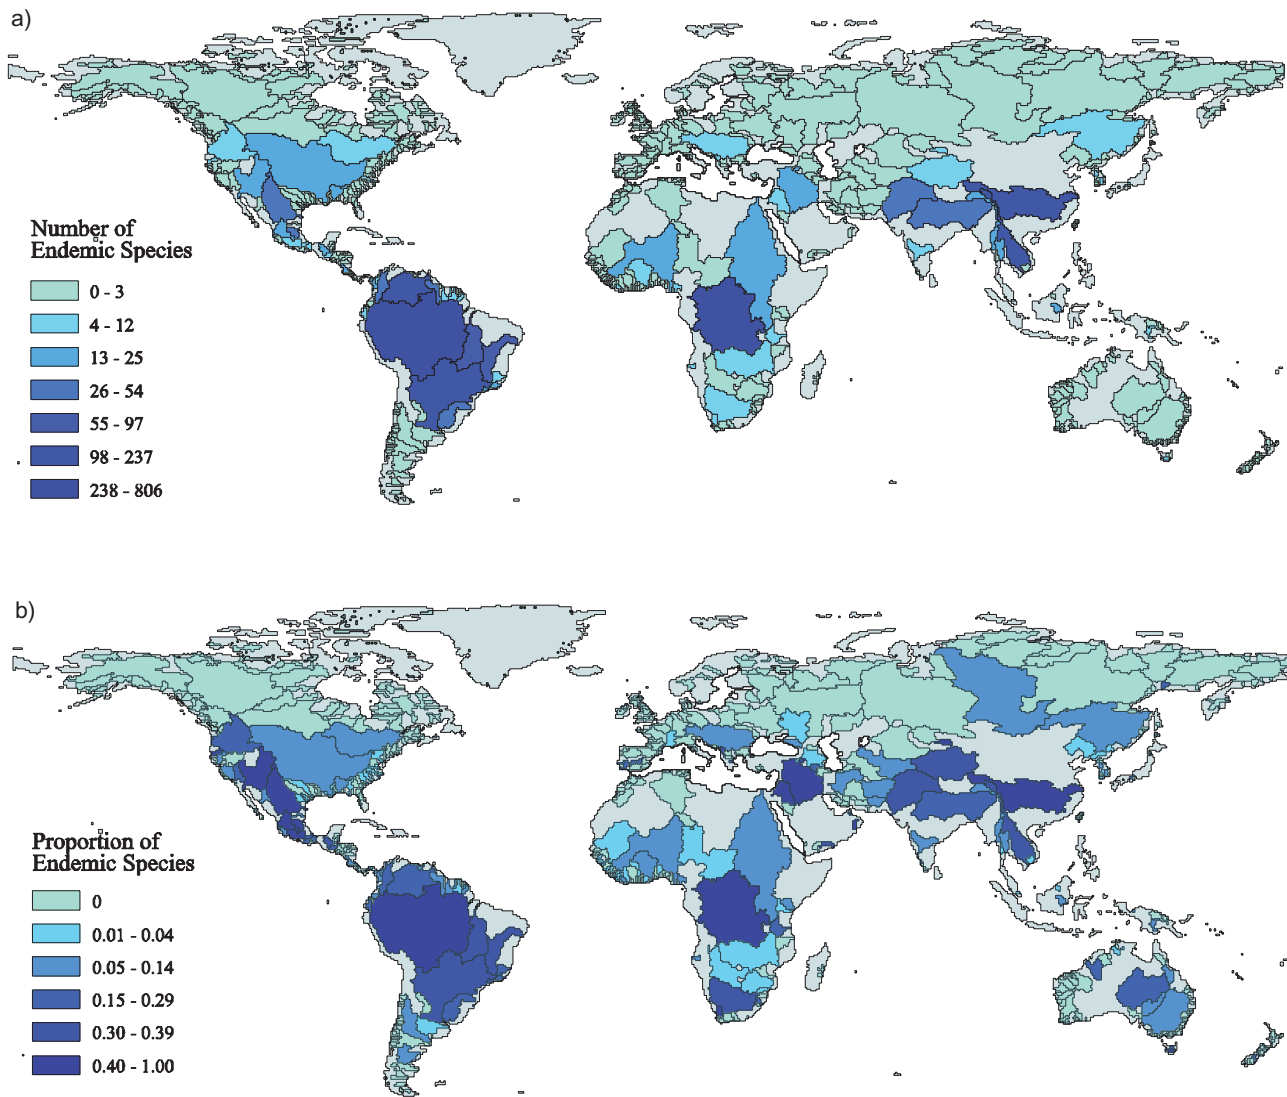 a)
Number of
Endemic Species
0 - 3
4 - 12
13 - 25
26 - 54
55 - 97
98 - 237
238 - 806
b)
Proportion of
Endemic Species
0
0.01 - 0.04
0.05 - 0.14
0.15 - 0.29
0.30 - 0.39
0.40 - 1.00